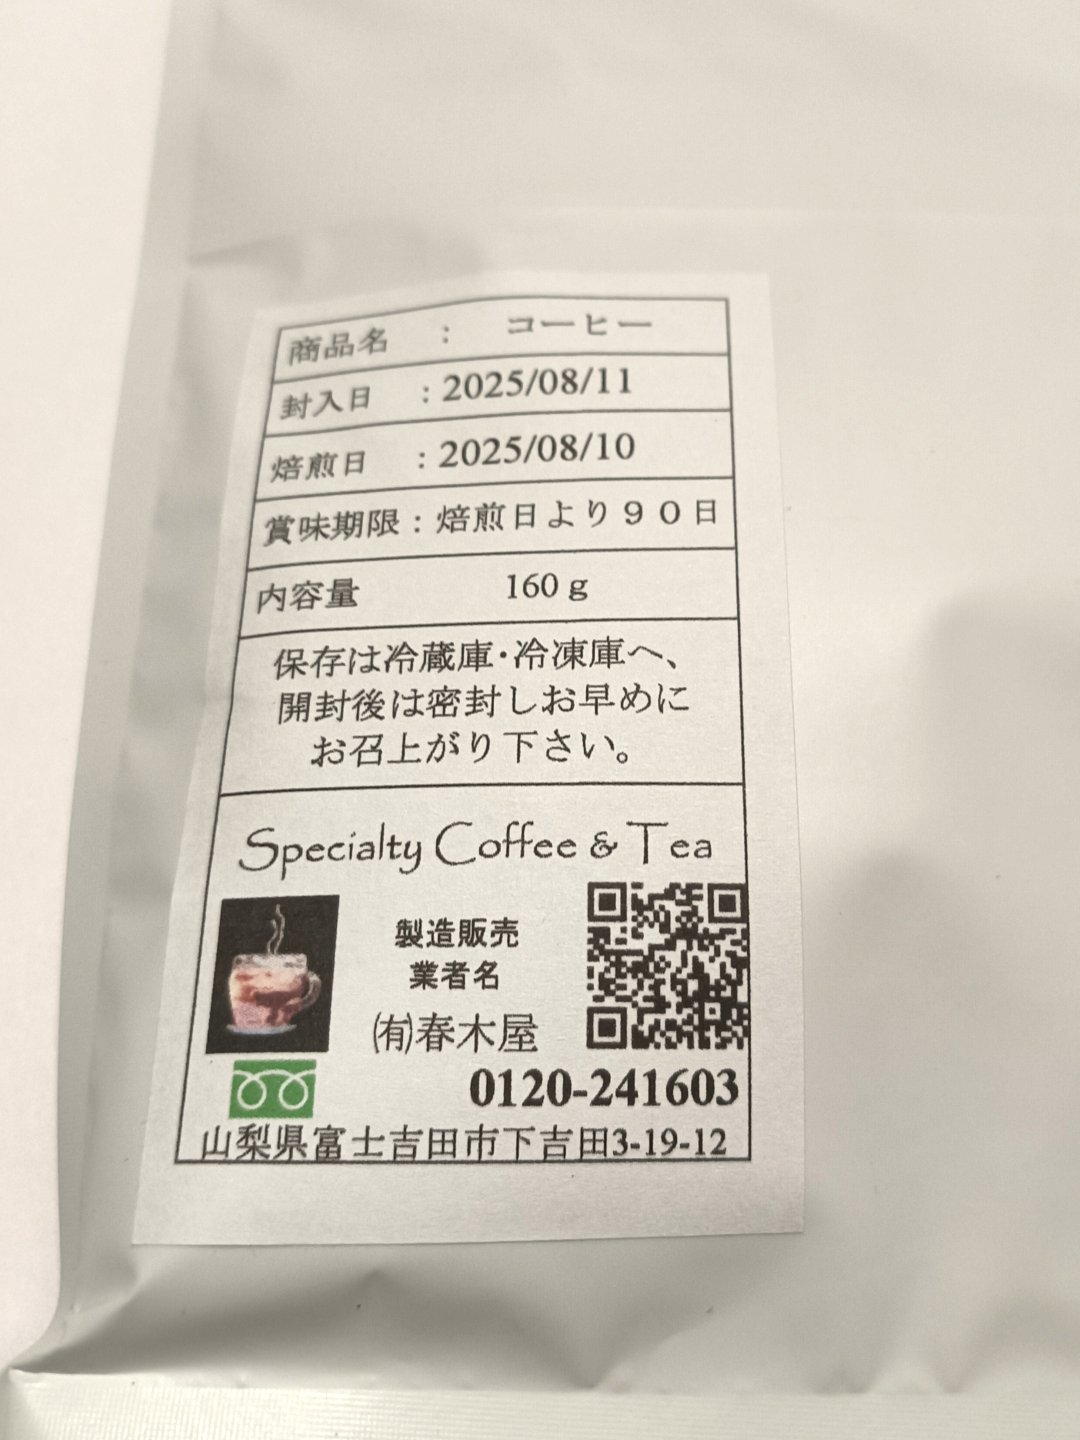 商品名 : コーヒー
封入日 : 2025/08/11
焙煎日 : 2025/08/10
賞味期限 : 焙煎日より９０日
内容量 160 g
保存は冷蔵庫・冷凍庫へ、
開封後は密封しお早めに
お召上がり下さい。
Specialty Coffee & Tea
製造販売
業者名
㈲春木屋
0120-241603
山梨県富士吉田市下吉田3-19-12